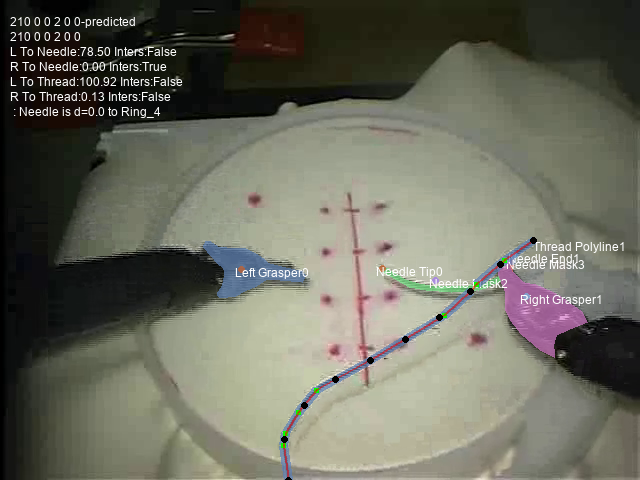 210 0 0 2 0 0-predicted
210 0 0 2 0 0
L To Needle:78.50 Inters:False
R To Needle:0.00 Inters:True
L To Thread:100.92 Inters:False
R To Thread:0.13 Inters:False
: Needle is d=0.0 to Ring_4
Thread Polyline1
Needle End1
Needle Mask3
Left Grasper0
Needle Tip0
Needle Mask2
Right Grasper1